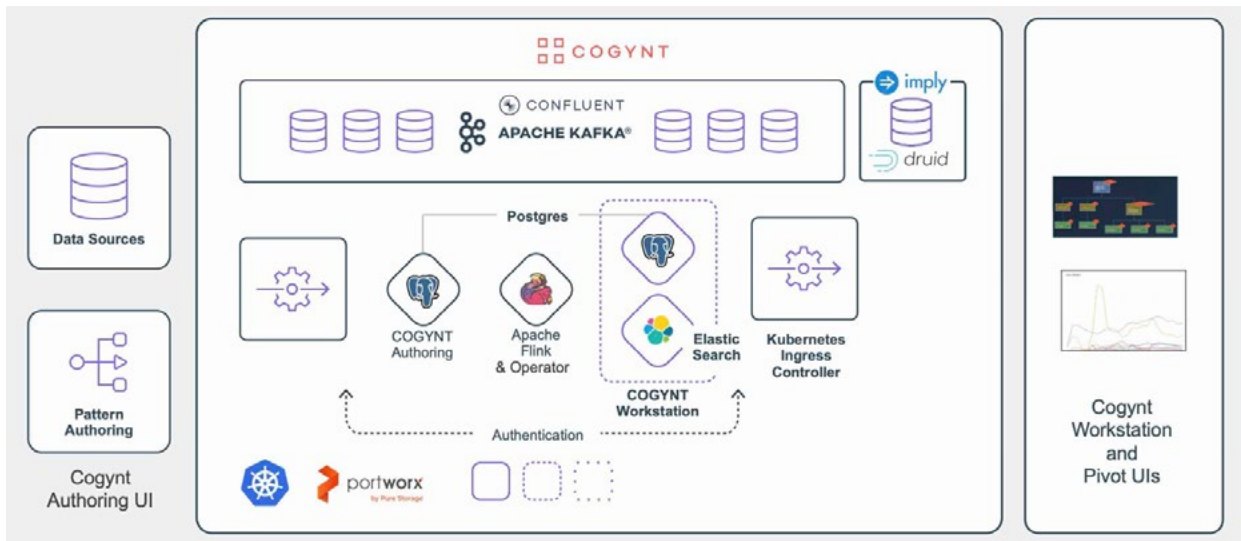 COGYNT
CONFLUENT
APACHE KAFKA®
imply
druid
Data Sources
Pattern
Authoring
Cogynt
Authoring UI
Postgres
COGYNT
Authoring
Apache
Flink
& Operator
Elastic
Search
COGYNT
Workstation
Kubernetes
Ingress
Controller
Authentication
portworx
by Pure Storage
Cogynt
Workstation
and
Pivot UIs